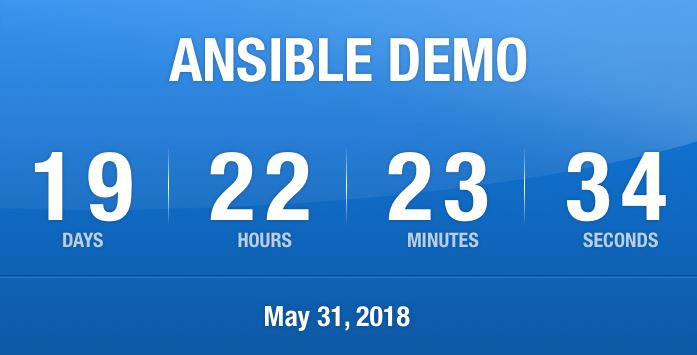 ANSIBLE DEMO
19 22 23 34
DAYS HOURS MINUTES SECONDS
May 31, 2018